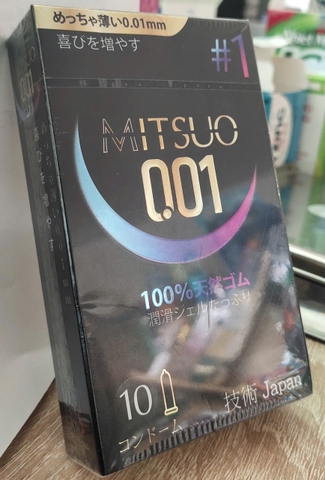 めっちゃ薄い0.01mm
喜びを増やす
#1
MITSUO
0.01
100%天然ゴム
潤滑ジェルたっぷり
10
コンドーム
技術 Japan